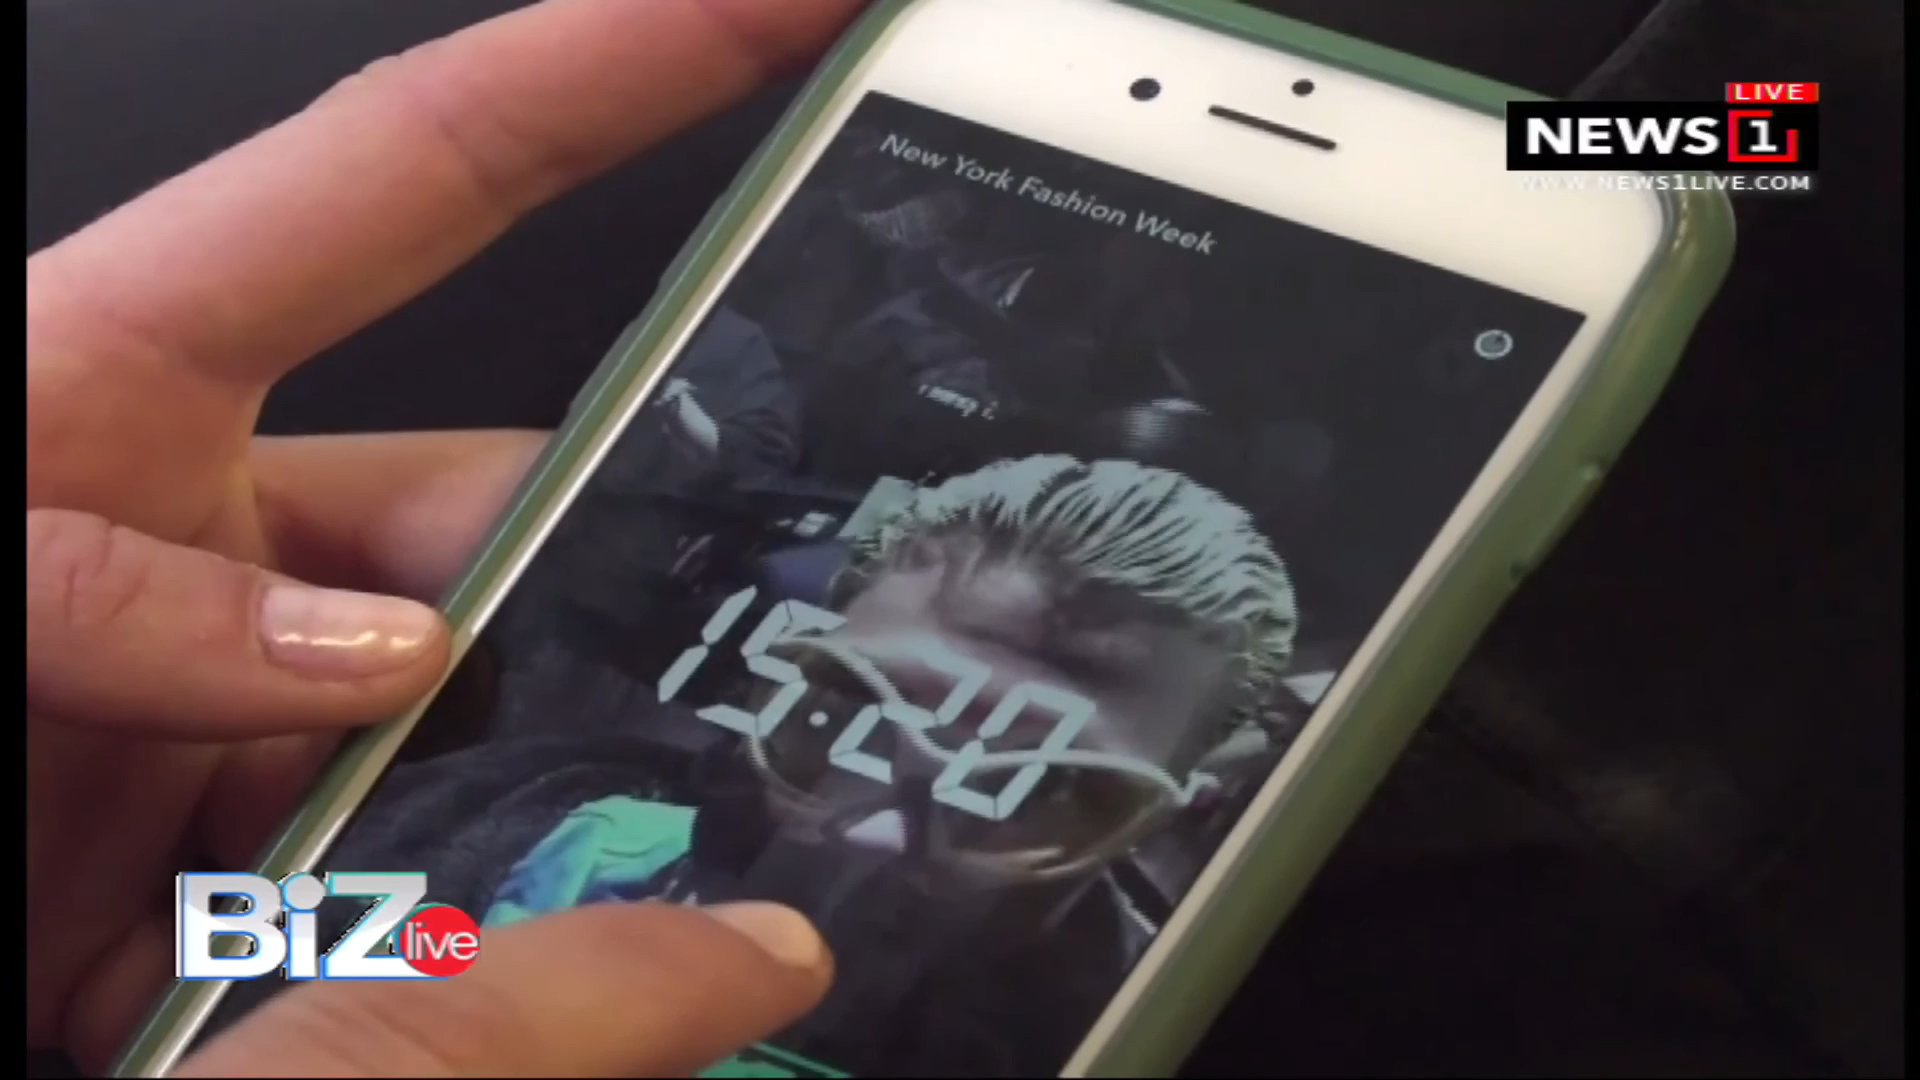 LIVE
NEWS 1
WWW.NEWS1LIVE.COM
New York Fashion Week
15:20
BiZ live